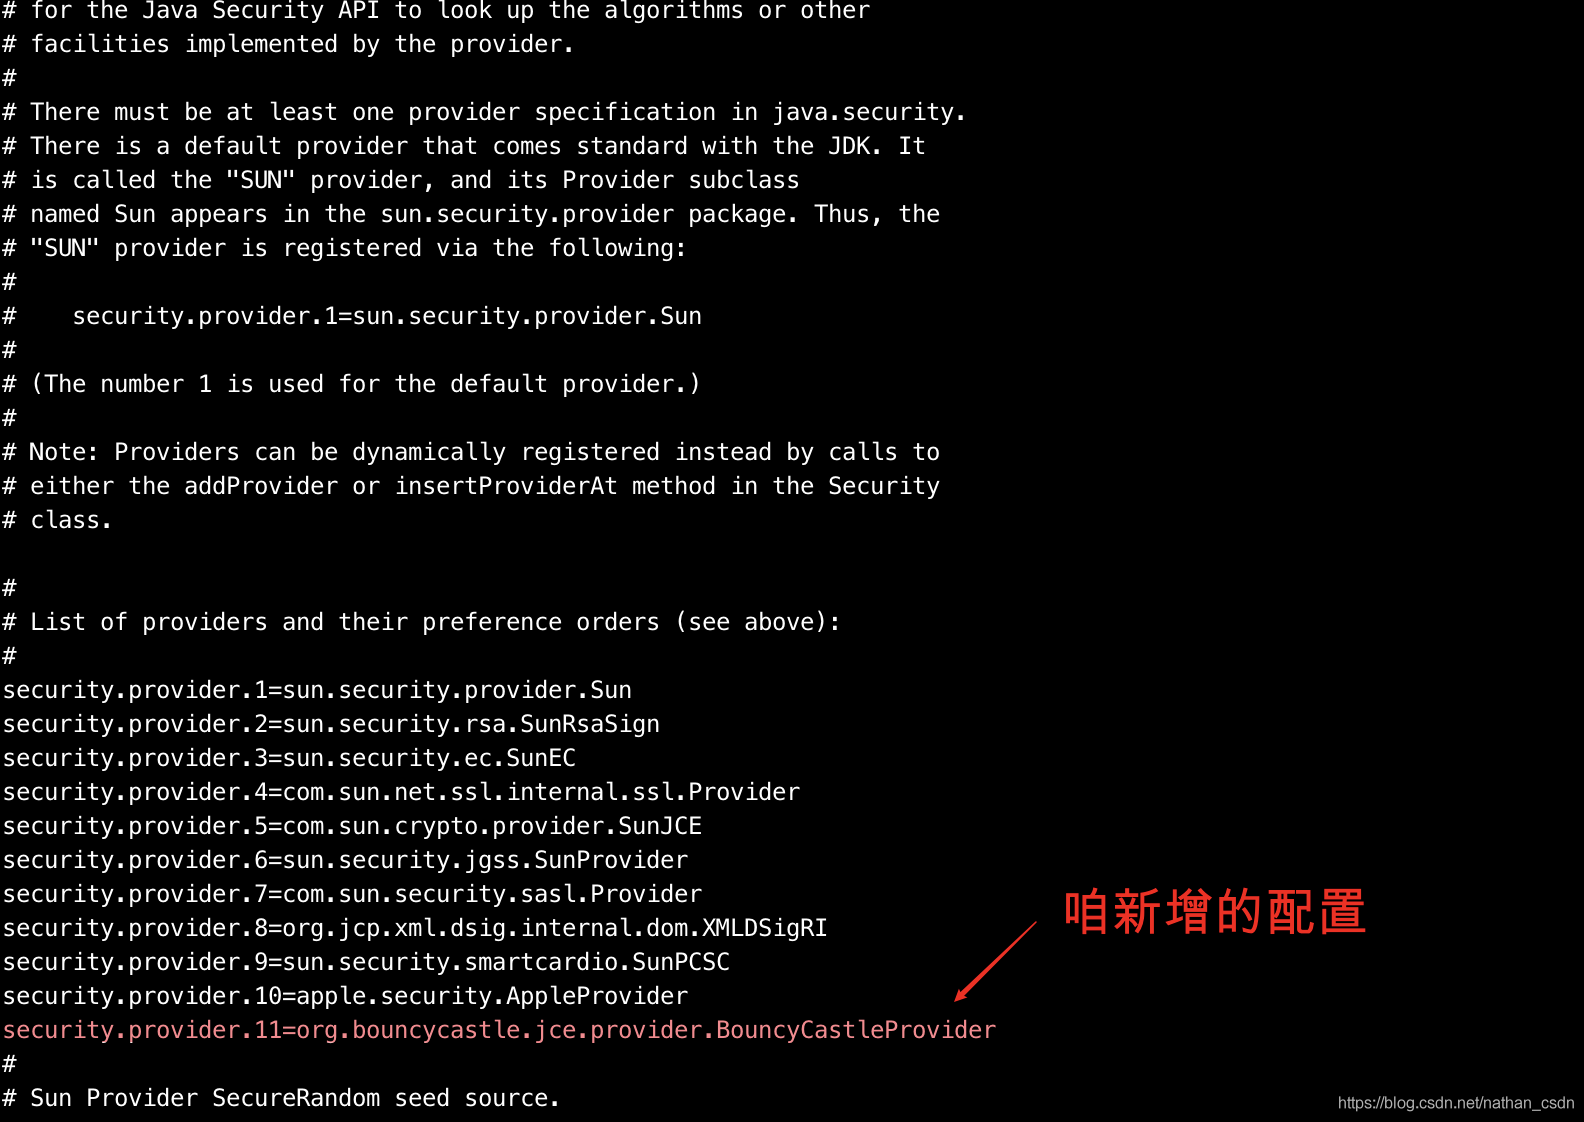 # for the Java Security API to look up the algorithms or other
# facilities implemented by the provider.
#
# There must be at least one provider specification in java.security.
# There is a default provider that comes standard with the JDK. It
# is called the "SUN" provider, and its Provider subclass
# named Sun appears in the sun.security.provider package. Thus, the
# "SUN" provider is registered via the following:
#
#    security.provider.1=sun.security.provider.Sun
#
# (The number 1 is used for the default provider.)
#
# Note: Providers can be dynamically registered instead by calls to
# either the addProvider or insertProviderAt method in the Security
# class.
#
# List of providers and their preference orders (see above):
#
security.provider.1=sun.security.provider.Sun
security.provider.2=sun.security.rsa.SunRsaSign
security.provider.3=sun.security.ec.SunEC
security.provider.4=com.sun.net.ssl.internal.ssl.Provider
security.provider.5=com.sun.crypto.provider.SunJCE
security.provider.6=sun.security.jgss.SunProvider
security.provider.7=com.sun.security.sasl.Provider
咱新增的配置
security.provider.8=org.jcp.xml.dsig.internal.dom.XMLDSigRI
security.provider.9=sun.security.smartcardio.SunPCSC
security.provider.10=apple.security.AppleProvider
security.provider.11=org.bouncycastle.jce.provider.BouncyCastleProvider
#
# Sun Provider SecureRandom seed source.
https://blog.csdn.net/nathan_csdn